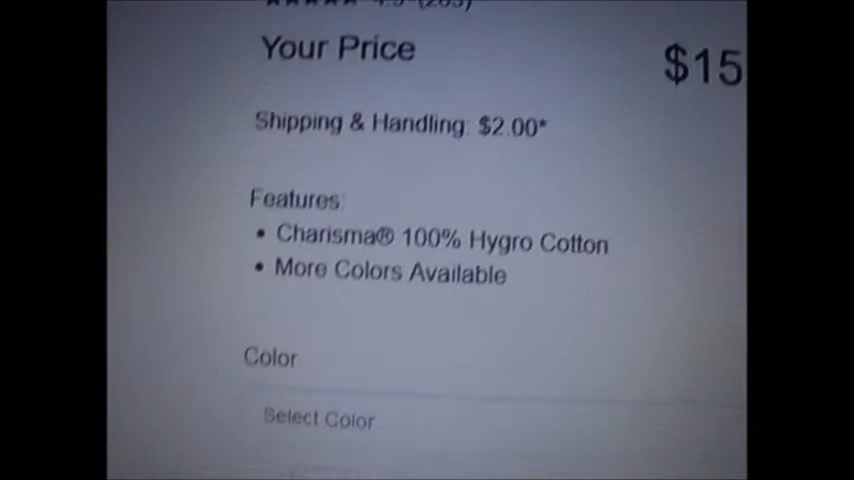 Your Price
$15
Shipping & Handling: $2.00*
Features:
• Charisma® 100% Hygro Cotton
• More Colors Available
Color
Select Color